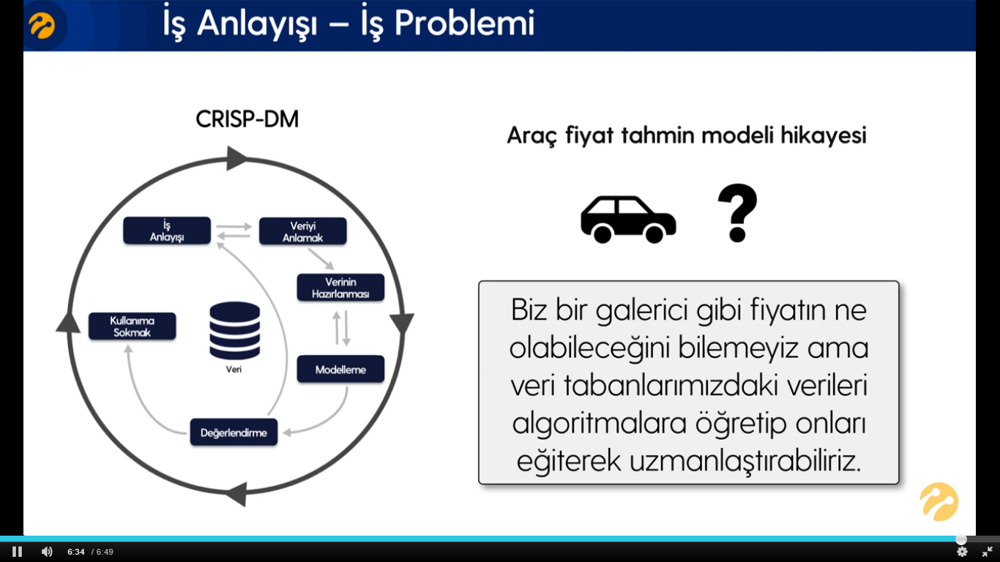 İş Anlayışı – İş Problemi
CRISP-DM
İş
Anlayışı
Veriyi
Anlamak
Verinin
Hazırlanması
Kullanıma
Sokmak
Veri
Modelleme
Değerlendirme
Araç fiyat tahmin modeli hikayesi
?
Biz bir galerici gibi fiyatın ne
olabileceğini bilemeyiz ama
veri tabanlarımızdaki verileri
algoritmalara öğretip onları
eğiterek uzmanlaştırabiliriz.
6:34 / 6:49